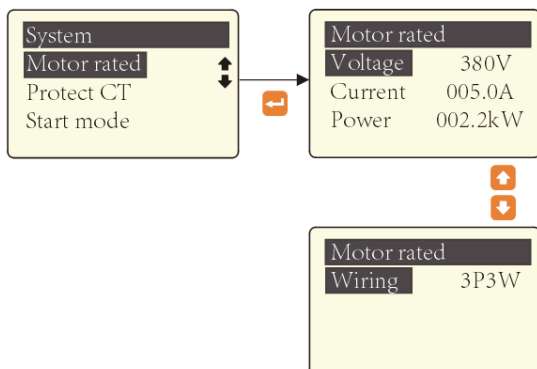 System
Motor rated
Protect CT
Start mode
Motor rated
Voltage 380V
Current 005.0A
Power 002.2kW
Motor rated
Wiring 3P3W